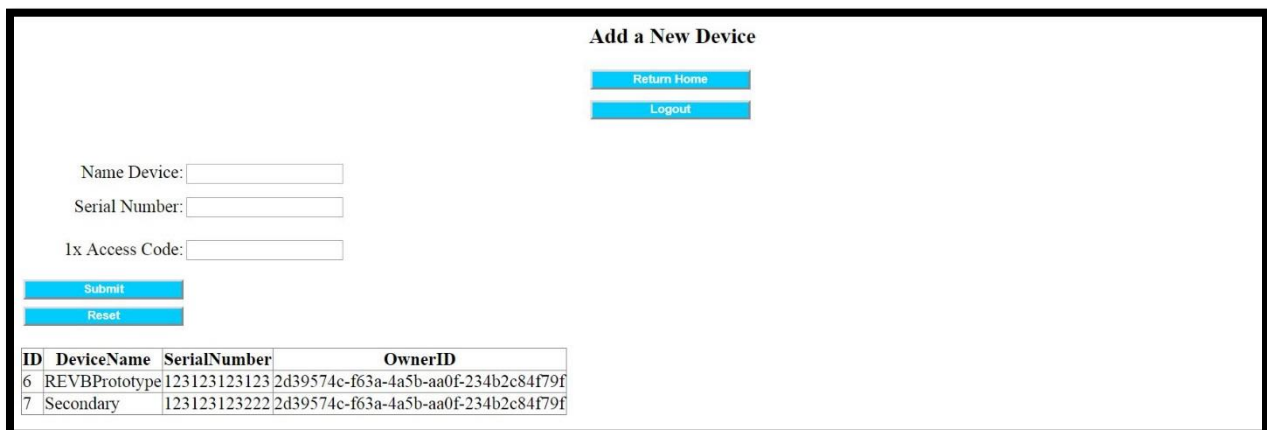 Add a New Device
Return Home
Logout
Name Device:
Serial Number:
1x Access Code:
Submit
Reset
ID DeviceName SerialNumber OwnerID
6 REVBPrototype 123123123123 2d39574c-f63a-4a5b-aa0f-234b2c84f79f
7 Secondary 123123123222 2d39574c-f63a-4a5b-aa0f-234b2c84f79f